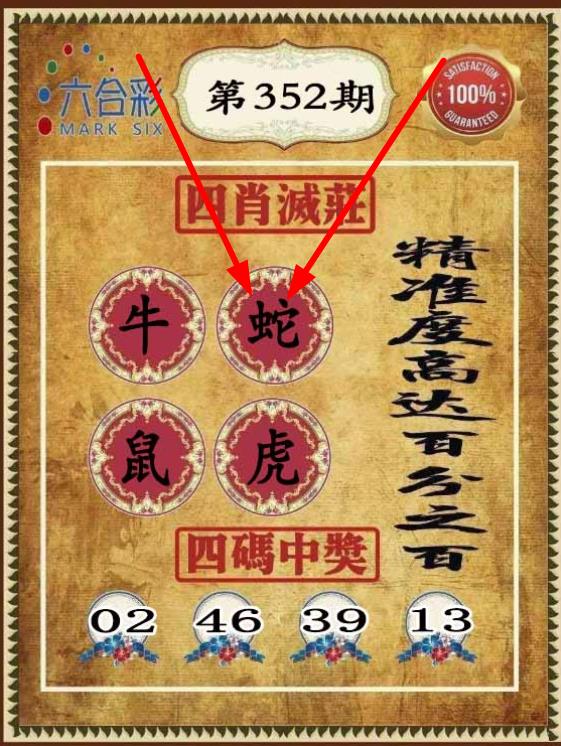 六合彩
MARK SIX
第352期
SATISFACTION
100%
GUARANTEED
四肖滅莊
牛 蛇
鼠 虎
精准度高达百分之百
四碼中獎
02 46 39 13